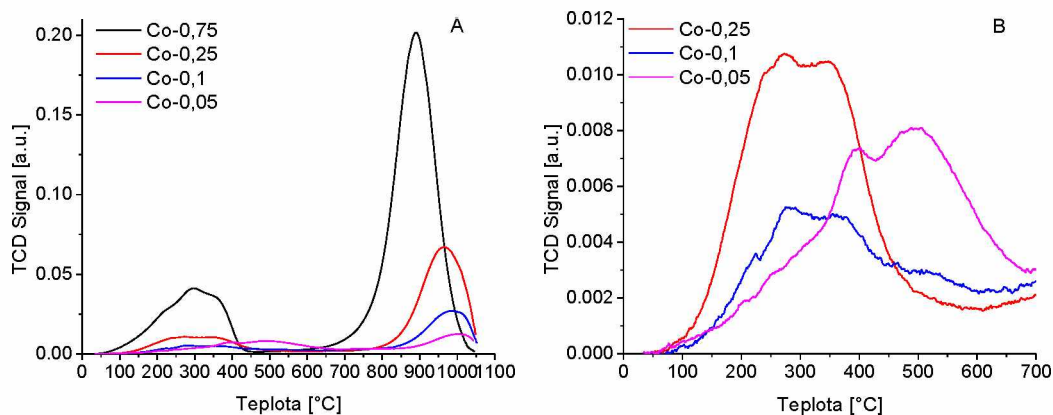 A
Co-0,75
Co-0,25
Co-0,1
Co-0,05
TCD Signal [a.u.]
0.20
0.15
0.10
0.05
0.00
0 100 200 300 400 500 600 700 800 900 1000 1100
Teplota [°C]
B
Co-0,25
Co-0,1
Co-0,05
TCD Signal [a.u.]
0.012
0.010
0.008
0.006
0.004
0.002
0.000
0 100 200 300 400 500 600 700
Teplota [°C]